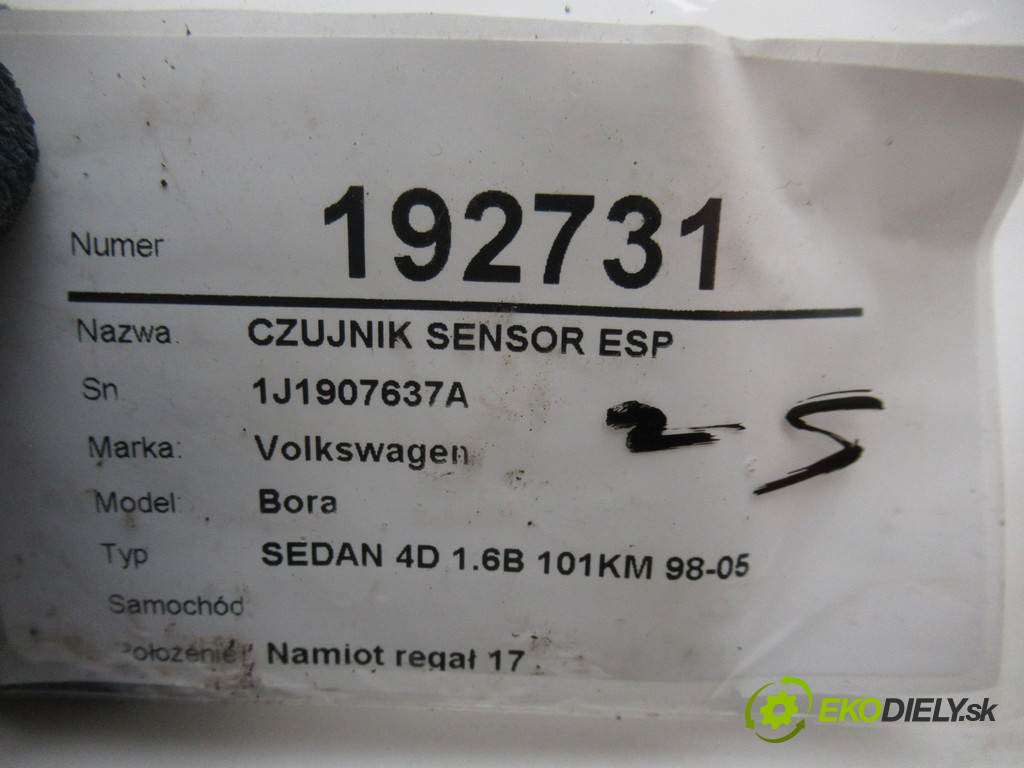 Numer 192731
Nazwa: CZUJNIK SENSOR ESP
Sn 1J1907637A
Marka: Volkswagen
Model: Bora
Typ SEDAN 4D 1.6B 101KM 98-05
Samochód
Położenie Namiot regał 17
2-5
EKODIELY.sk